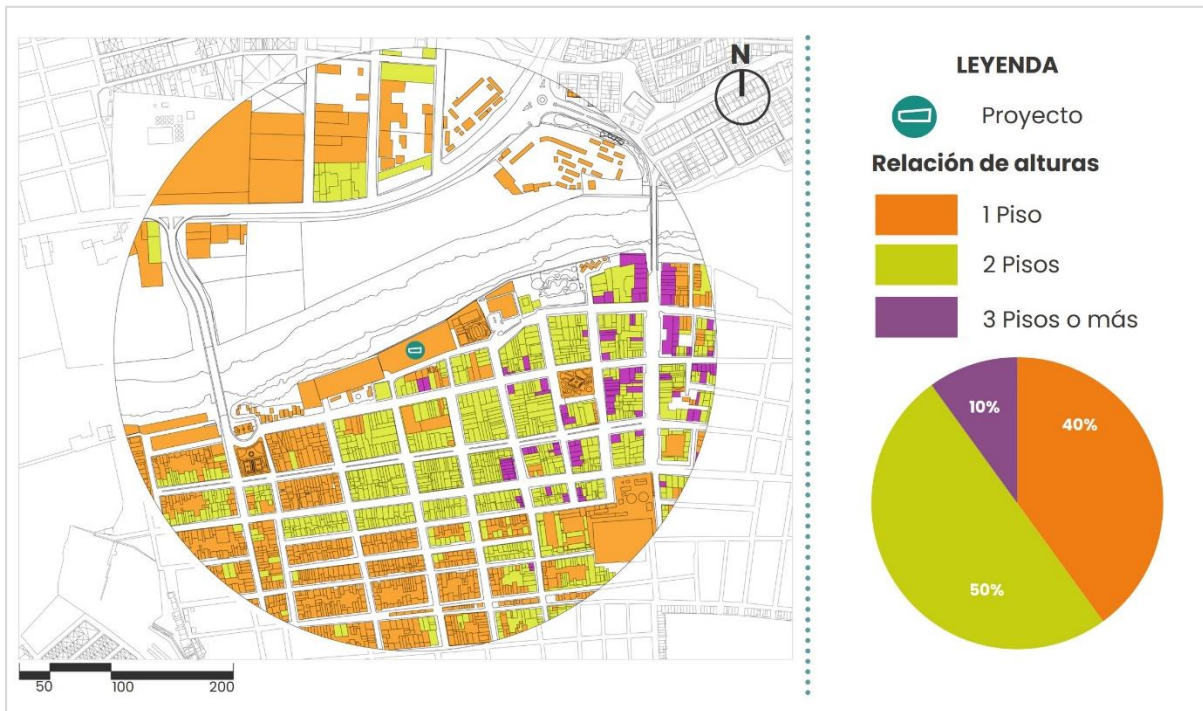 N
50 100 200
LEYENDA
Proyecto
Relación de alturas
1 Piso
2 Pisos
3 Pisos o más
10%
40%
50%